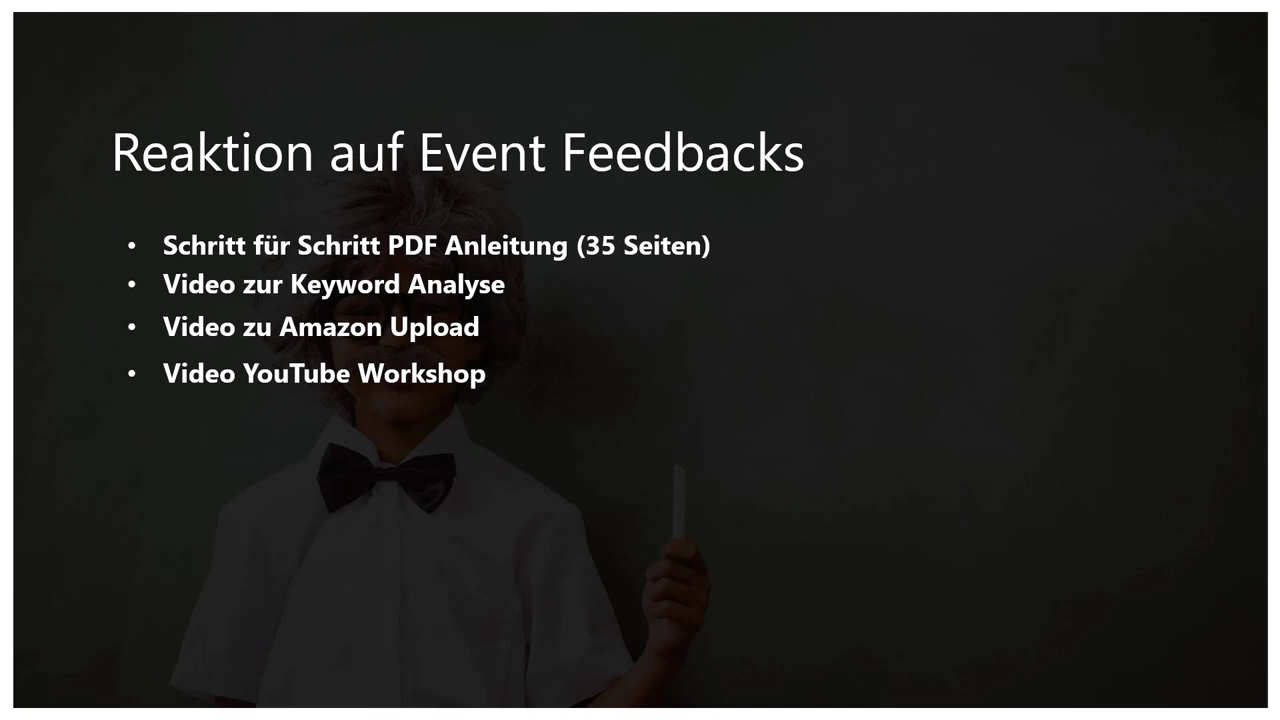 Reaktion auf Event Feedbacks
• Schritt für Schritt PDF Anleitung (35 Seiten)
• Video zur Keyword Analyse
• Video zu Amazon Upload
• Video YouTube Workshop